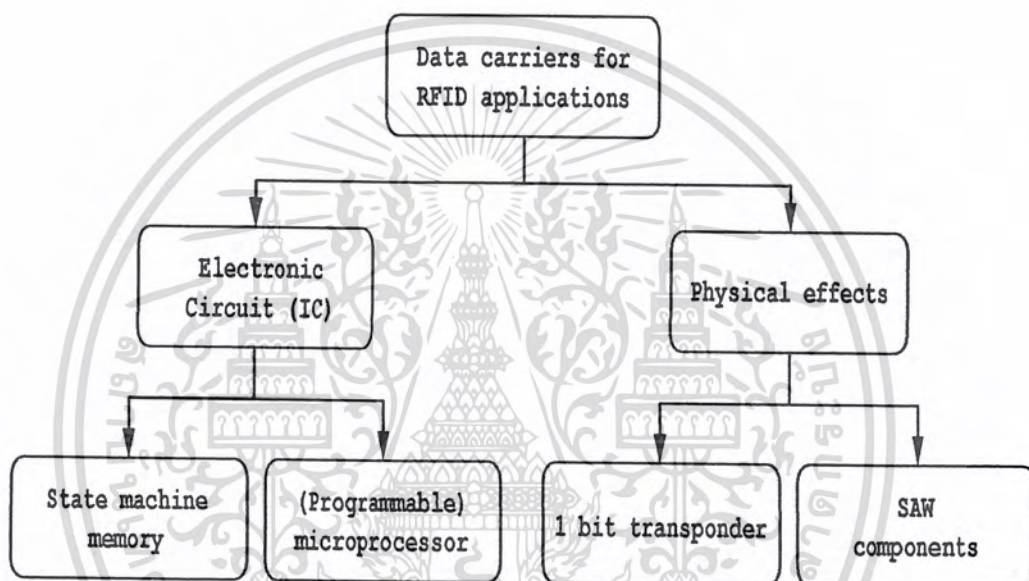 Data carriers for
RFID applications
Electronic
Circuit (IC)
Physical effects
State machine
memory
(Programmable)
microprocessor
1 bit transponder
SAW
components